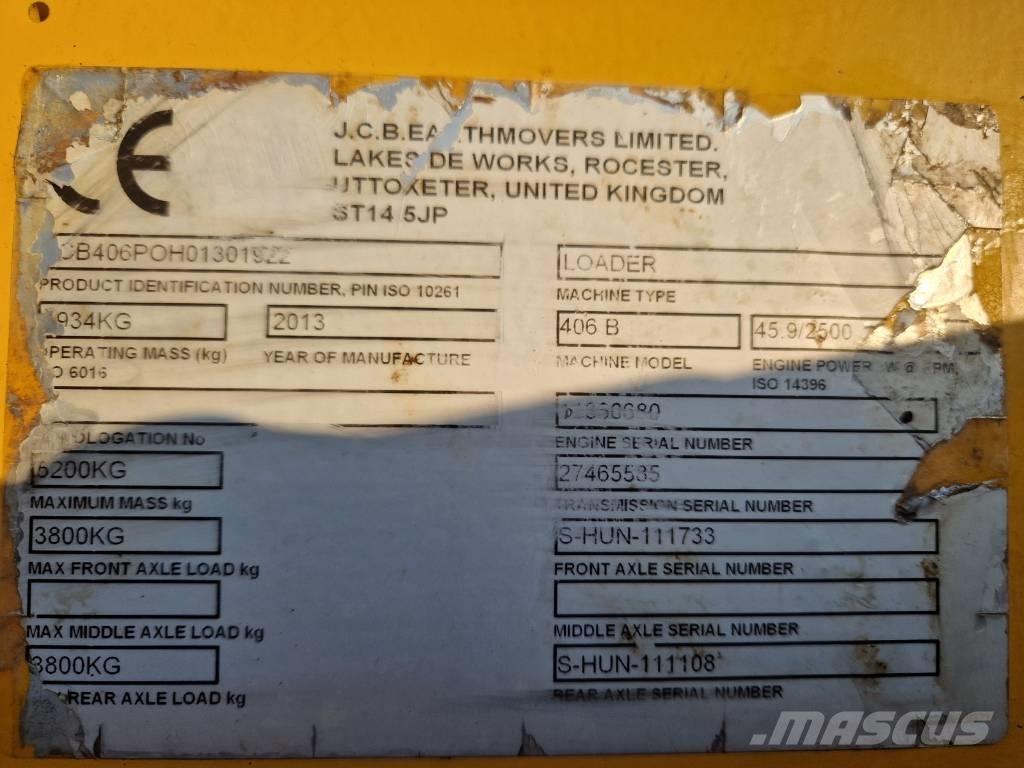 CE
J.C.B.EA THMOVERS LIMITED.
LAKES DE WORKS, ROCESTER,
UTTOXETER, UNITED KINGDOM
ST14 5JP
CB406POH013019ZZ
PRODUCT IDENTIFICATION NUMBER, PIN ISO 10261
934KG 2013
OPERATING MASS (kg) YEAR OF MANUFACTURE
O 6016
OLOGATION No
5200KG
MAXIMUM MASS kg
3800KG
MAX FRONT AXLE LOAD kg
MAX MIDDLE AXLE LOAD kg
3800KG
REAR AXLE LOAD kg
LOADER
MACHINE TYPE
406 B 45.9/2500
MACHINE MODEL ENGINE POWER W @ RPM,
ISO 14396
ENGINE SERIAL NUMBER
27465535
TRANSMISSION SERIAL NUMBER
S-HUN-111733
FRONT AXLE SERIAL NUMBER
MIDDLE AXLE SERIAL NUMBER
S-HUN-111108
REAR AXLE SERIAL NUMBER
MASCUS